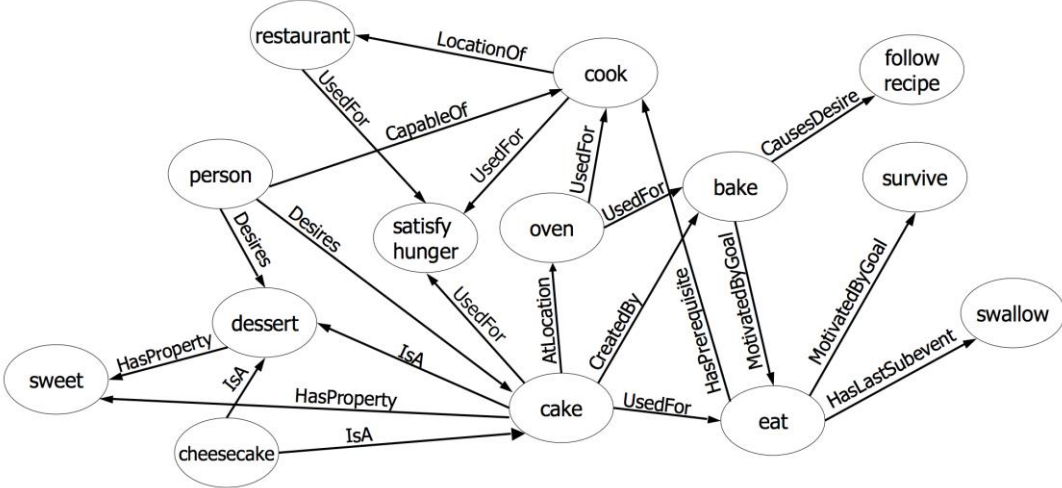 restaurant
LocationOf
cook
follow
recipe
UsedFor
CapableOf
UsedFor
UsedFor
CausesDesire
person
UsedFor
bake
survive
Desires
Desires
satisfy
hunger
oven
UsedFor
AtLocation
CreatedBy
HasPrerequisite
MotivatedByGoal
MotivatedByGoal
swallow
dessert
HasProperty
IsA
IsA
sweet
HasProperty
cake
UsedFor
eat
HasLastSubevent
cheesecake
IsA